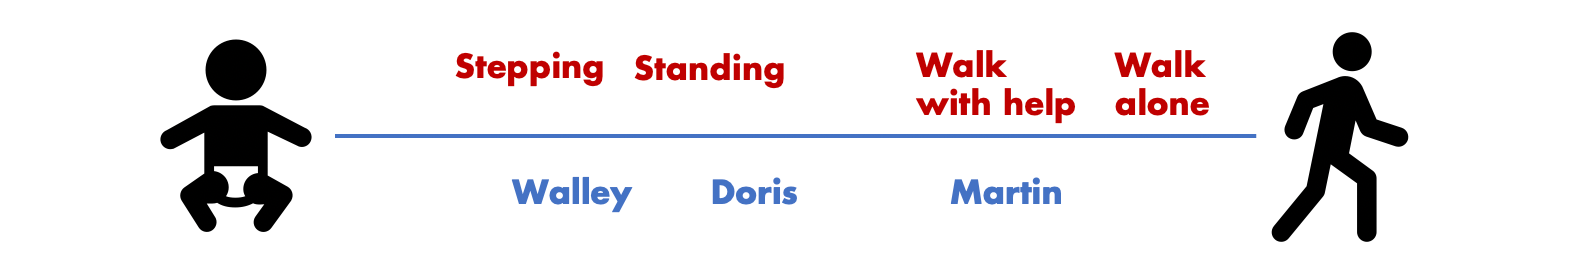 Stepping
Standing
Walk
with help
Walk
alone
Walley
Doris
Martin